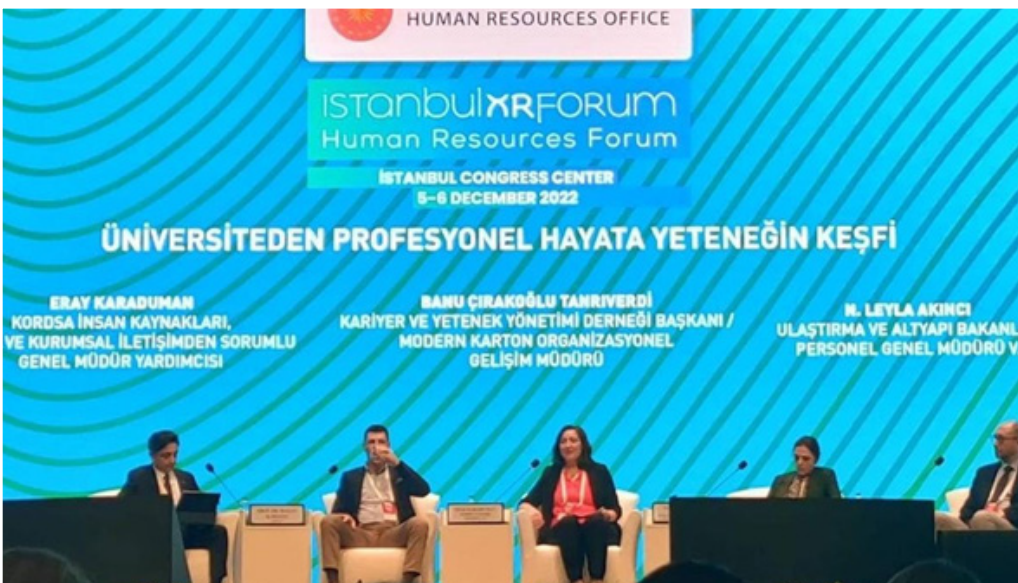 HUMAN RESOURCES OFFICE
iSTanbulXRFORUM
Human Resources Forum
İSTANBUL CONGRESS CENTER
5-6 DECEMBER 2022
ÜNİVERSİTEDEN PROFESYONEL HAYATA YETENEĞİN KEŞFİ
ERAY KARADUMAN
KORDSA İNSAN KAYNAKLARI,
VE KURUMSAL İLETİŞİMDEN SORUMLU
GENEL MÜDÜR YARDIMCISI
BANU ÇIRAKOĞLU TANRIVERDİ
KARİYER VE YETENEK YÖNETİMİ DERNEĞİ BAŞKANI /
MODERN KARTON ORGANİZASYONEL
GELİŞİM MÜDÜRÜ
N. LEYLA AKINCI
ULAŞTIRMA VE ALTYAPI BAKANL
PERSONEL GENEL MÜDÜRÜ V